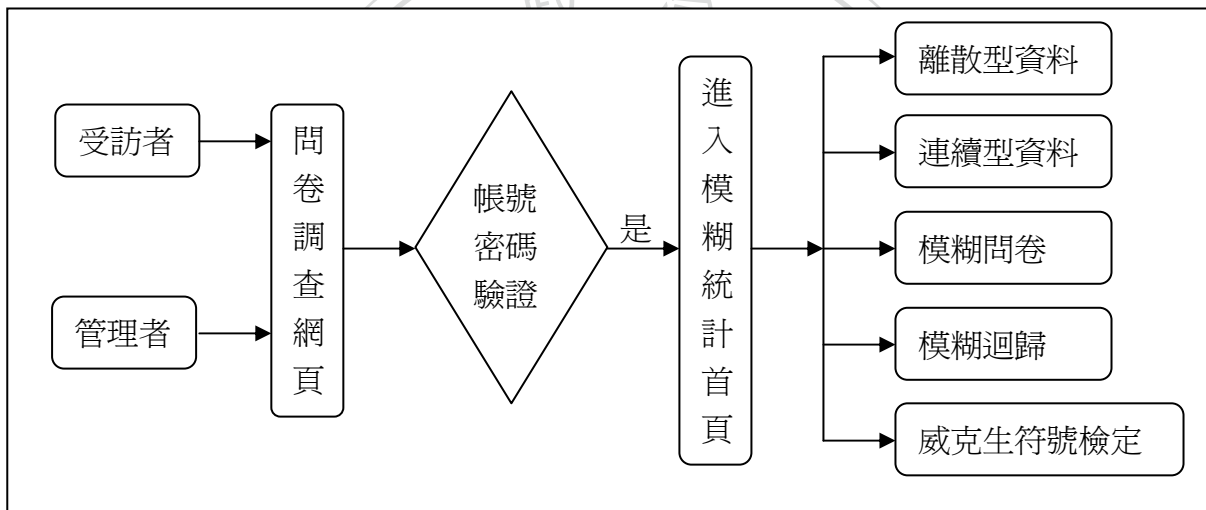 受訪者
管理者
問卷調查網頁
帳號
密碼
驗證
是
進入模糊統計首頁
離散型資料
連續型資料
模糊問卷
模糊迴歸
威克生符號檢定